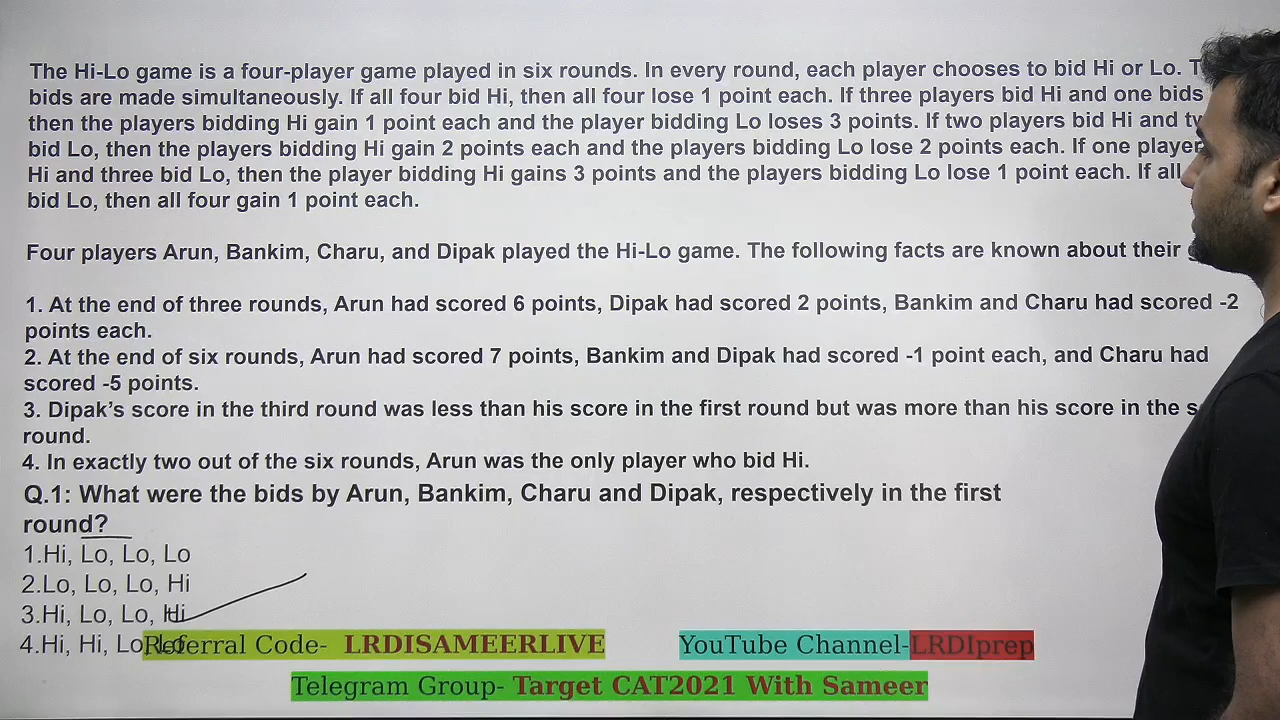 The Hi-Lo game is a four-player game played in six rounds. In every round, each player chooses to bid Hi or Lo.
bids are made simultaneously. If all four bid Hi, then all four lose 1 point each. If three players bid Hi and one bids
then the players bidding Hi gain 1 point each and the player bidding Lo loses 3 points. If two players bid Hi and
bid Lo, then the players bidding Hi gain 2 points each and the players bidding Lo lose 2 points each. If one player
Hi and three bid Lo, then the player bidding Hi gains 3 points and the players bidding Lo lose 1 point each. If all
bid Lo, then all four gain 1 point each.
Four players Arun, Bankim, Charu, and Dipak played the Hi-Lo game. The following facts are known about their
1. At the end of three rounds, Arun had scored 6 points, Dipak had scored 2 points, Bankim and Charu had scored -2
points each.
2. At the end of six rounds, Arun had scored 7 points, Bankim and Dipak had scored -1 point each, and Charu had
scored -5 points.
3. Dipak's score in the third round was less than his score in the first round but was more than his score in the
round.
4. In exactly two out of the six rounds, Arun was the only player who bid Hi.
Q.1: What were the bids by Arun, Bankim, Charu and Dipak, respectively in the first
round?
1.Hi, Lo, Lo, Lo
2.Lo, Lo, Lo, Hi
3.Hi, Lo, Lo, Hi
4.Hi, Hi, Lo, Lo
Referral Code- LRDISAMEERLIVE YouTube Channel-LRDIprep
Telegram Group- Target CAT2021 With Sameer